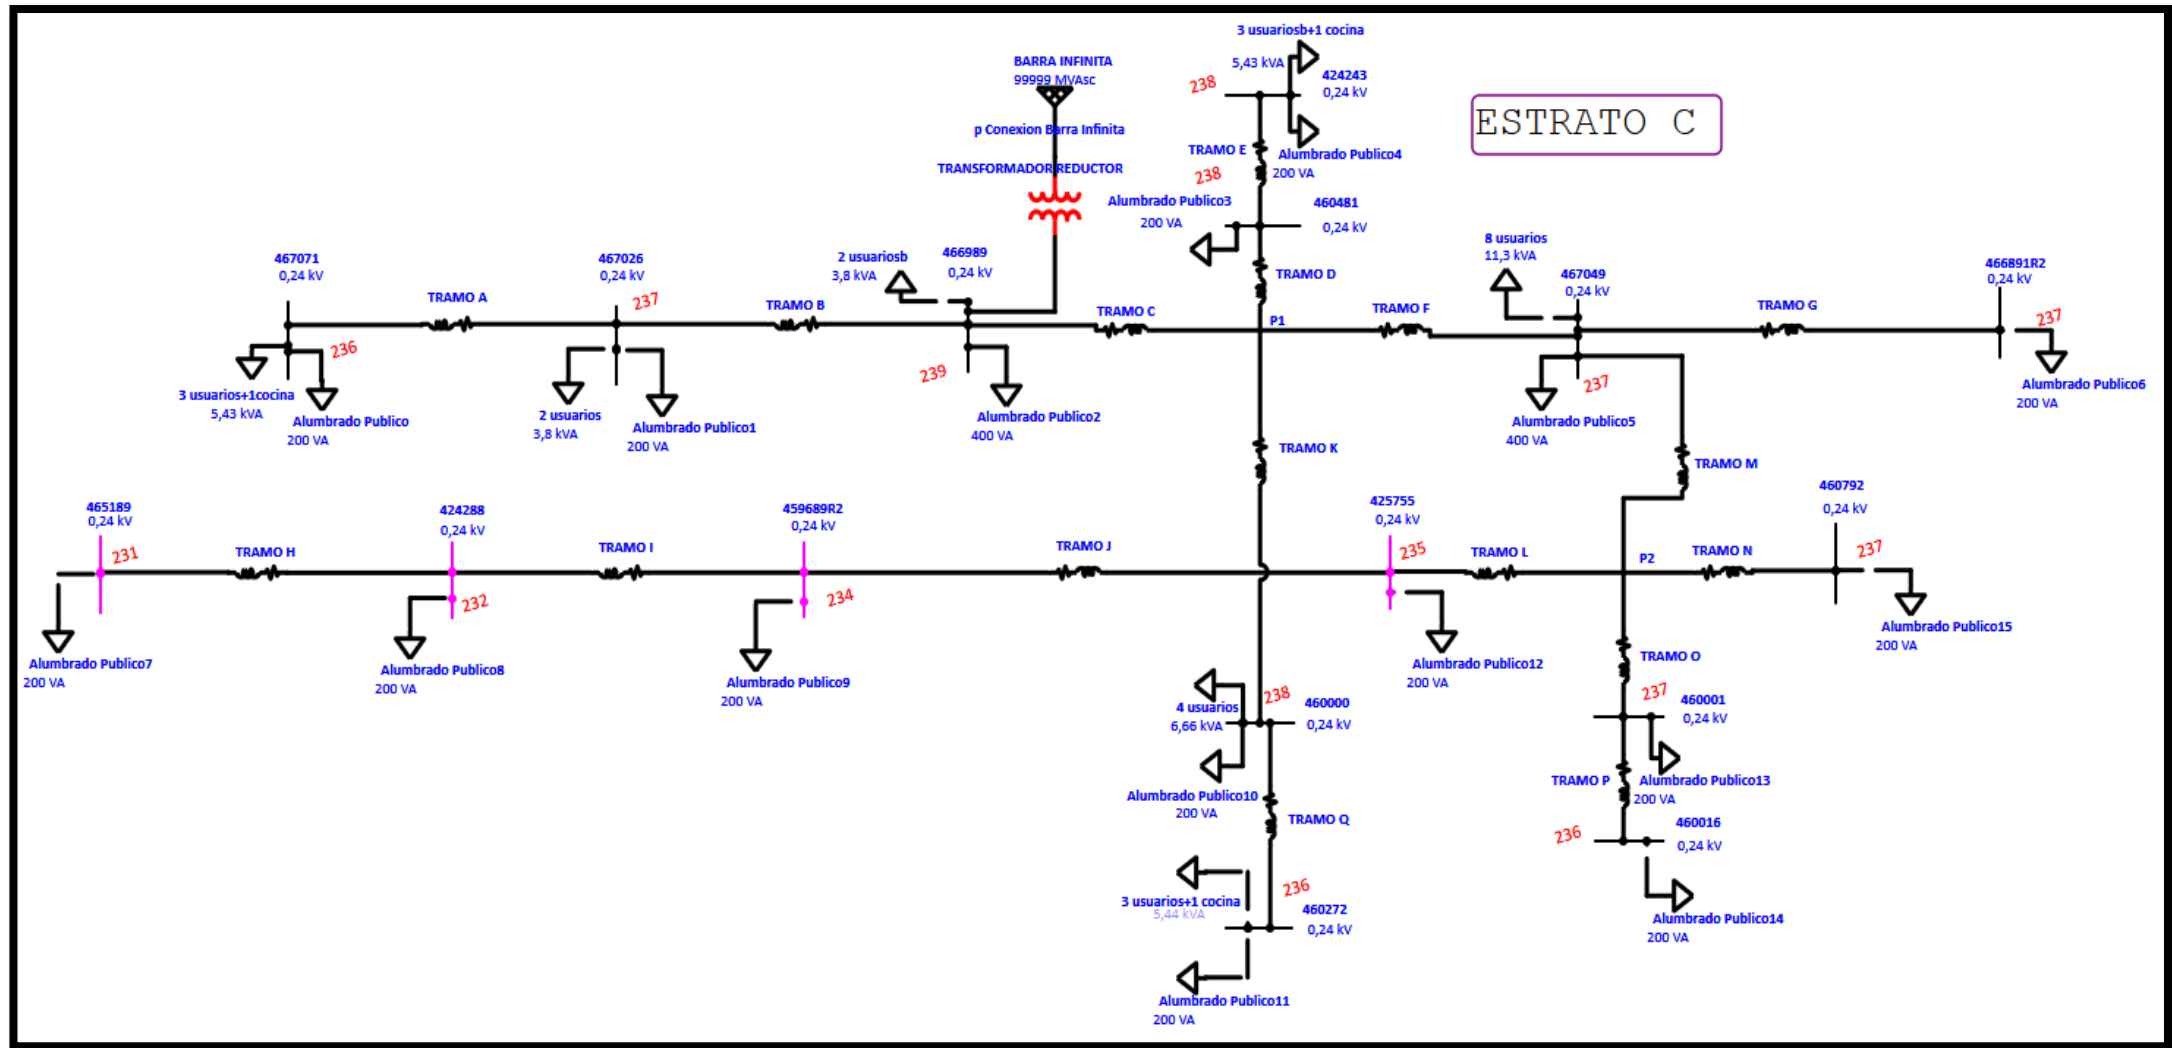 3 usuariosb+1 cocina
5,43 kVA
424243
0,24 kV
238
BARRA INFINITA
99999 MVAsc
p Conexion Barra Infinita
TRANSFORMADOR REDUCTOR
ESTRATO C
TRAMO E
238
Alumbrado Publico4
200 VA
Alumbrado Publico3
200 VA
460481
0,24 kV
TRAMO D
467071
0,24 kV
TRAMO A
236
3 usuarios+1cocina
5,43 kVA
Alumbrado Publico
200 VA
467026
0,24 kV
237
TRAMO B
2 usuarios
3,8 kVA
Alumbrado Publico1
200 VA
2 usuariosb
3,8 kVA
466989
0,24 kV
239
Alumbrado Publico2
400 VA
TRAMO C
P1
TRAMO F
8 usuarios
11,3 kVA
467049
0,24 kV
237
Alumbrado Publico5
400 VA
TRAMO G
466891R2
0,24 kV
237
Alumbrado Publico6
200 VA
TRAMO K
TRAMO M
465189
0,24 kV
231
TRAMO H
Alumbrado Publico7
200 VA
424288
0,24 kV
232
TRAMO I
Alumbrado Publico8
200 VA
459689R2
0,24 kV
234
Alumbrado Publico9
200 VA
TRAMO J
425755
0,24 kV
235
TRAMO L
Alumbrado Publico12
200 VA
P2
TRAMO N
460792
0,24 kV
237
Alumbrado Publico15
200 VA
TRAMO O
237
460001
0,24 kV
TRAMO P
Alumbrado Publico13
200 VA
236
460016
0,24 kV
Alumbrado Publico14
200 VA
238
460000
0,24 kV
4 usuarios
6,66 kVA
Alumbrado Publico10
200 VA
TRAMO Q
236
3 usuarios+1 cocina
5,44 kVA
460272
0,24 kV
Alumbrado Publico11
200 VA